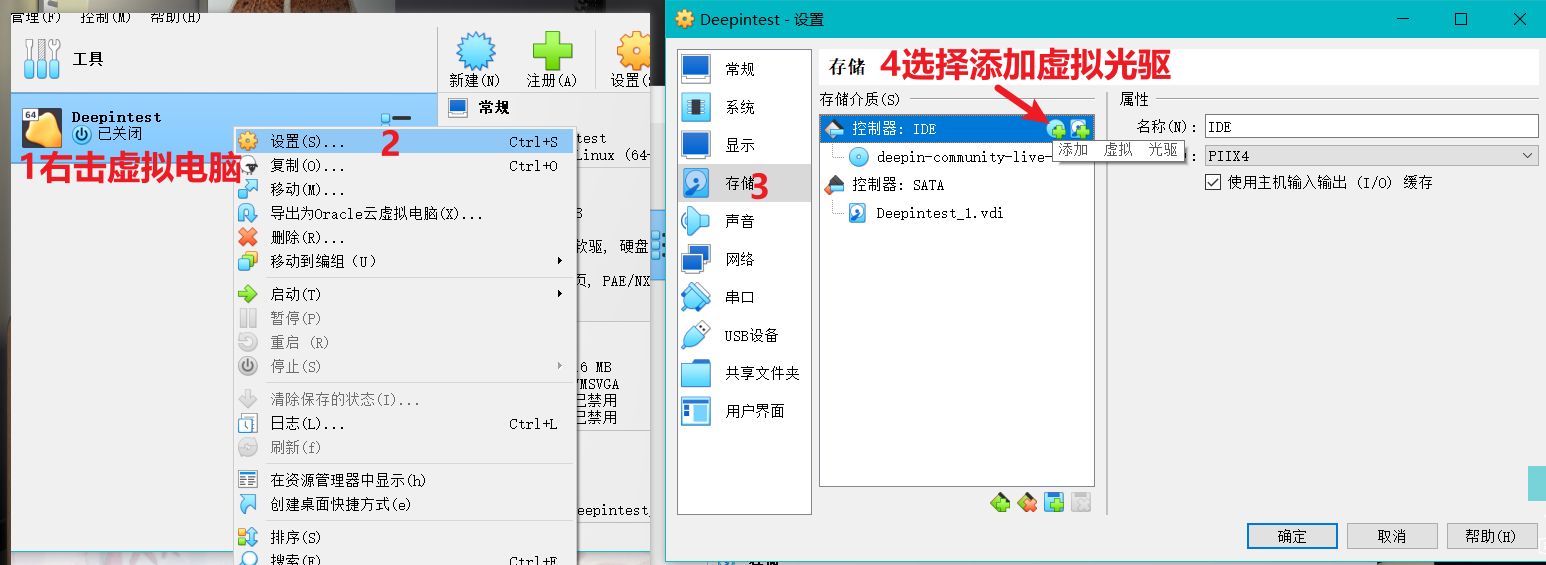 管理(F) 控制(M) 帮助(H)
工具
新建(N) 注册(A) 设置(S
Deepintest
已关闭
64
1右击虚拟电脑
2
常规
设置(S)... Ctrl+S
复制(O)... Ctrl+O
移动(M)...
导出为Oracle云虚拟电脑(X)...
删除(R)...
移动到编组(U)
启动(T)
暂停(P)
重启 (R)
停止(S)
清除保存的状态(I)...
日志(L)... Ctrl+L
刷新(f)
在资源管理器中显示(h)
创建桌面快捷方式(e)
排序(S)
搜索(F) Ctrl+F
test
Linux (64-
软驱, 硬盘
页, PAE/NX
6 MB
MSVGA
已禁用
已禁用
eepintest_
Deepintest - 设置
常规
系统
显示
存储
3
声音
网络
串口
USB设备
共享文件夹
用户界面
存储
4选择添加虚拟光驱
存储介质(S)
控制器: IDE
deepin-community-live-
添加 虚拟 光驱
控制器: SATA
Deepintest_1.vdi
属性
名称(N): IDE
PIIX4
使用主机输入输出 (I/O) 缓存
确定
取消
帮助(H)